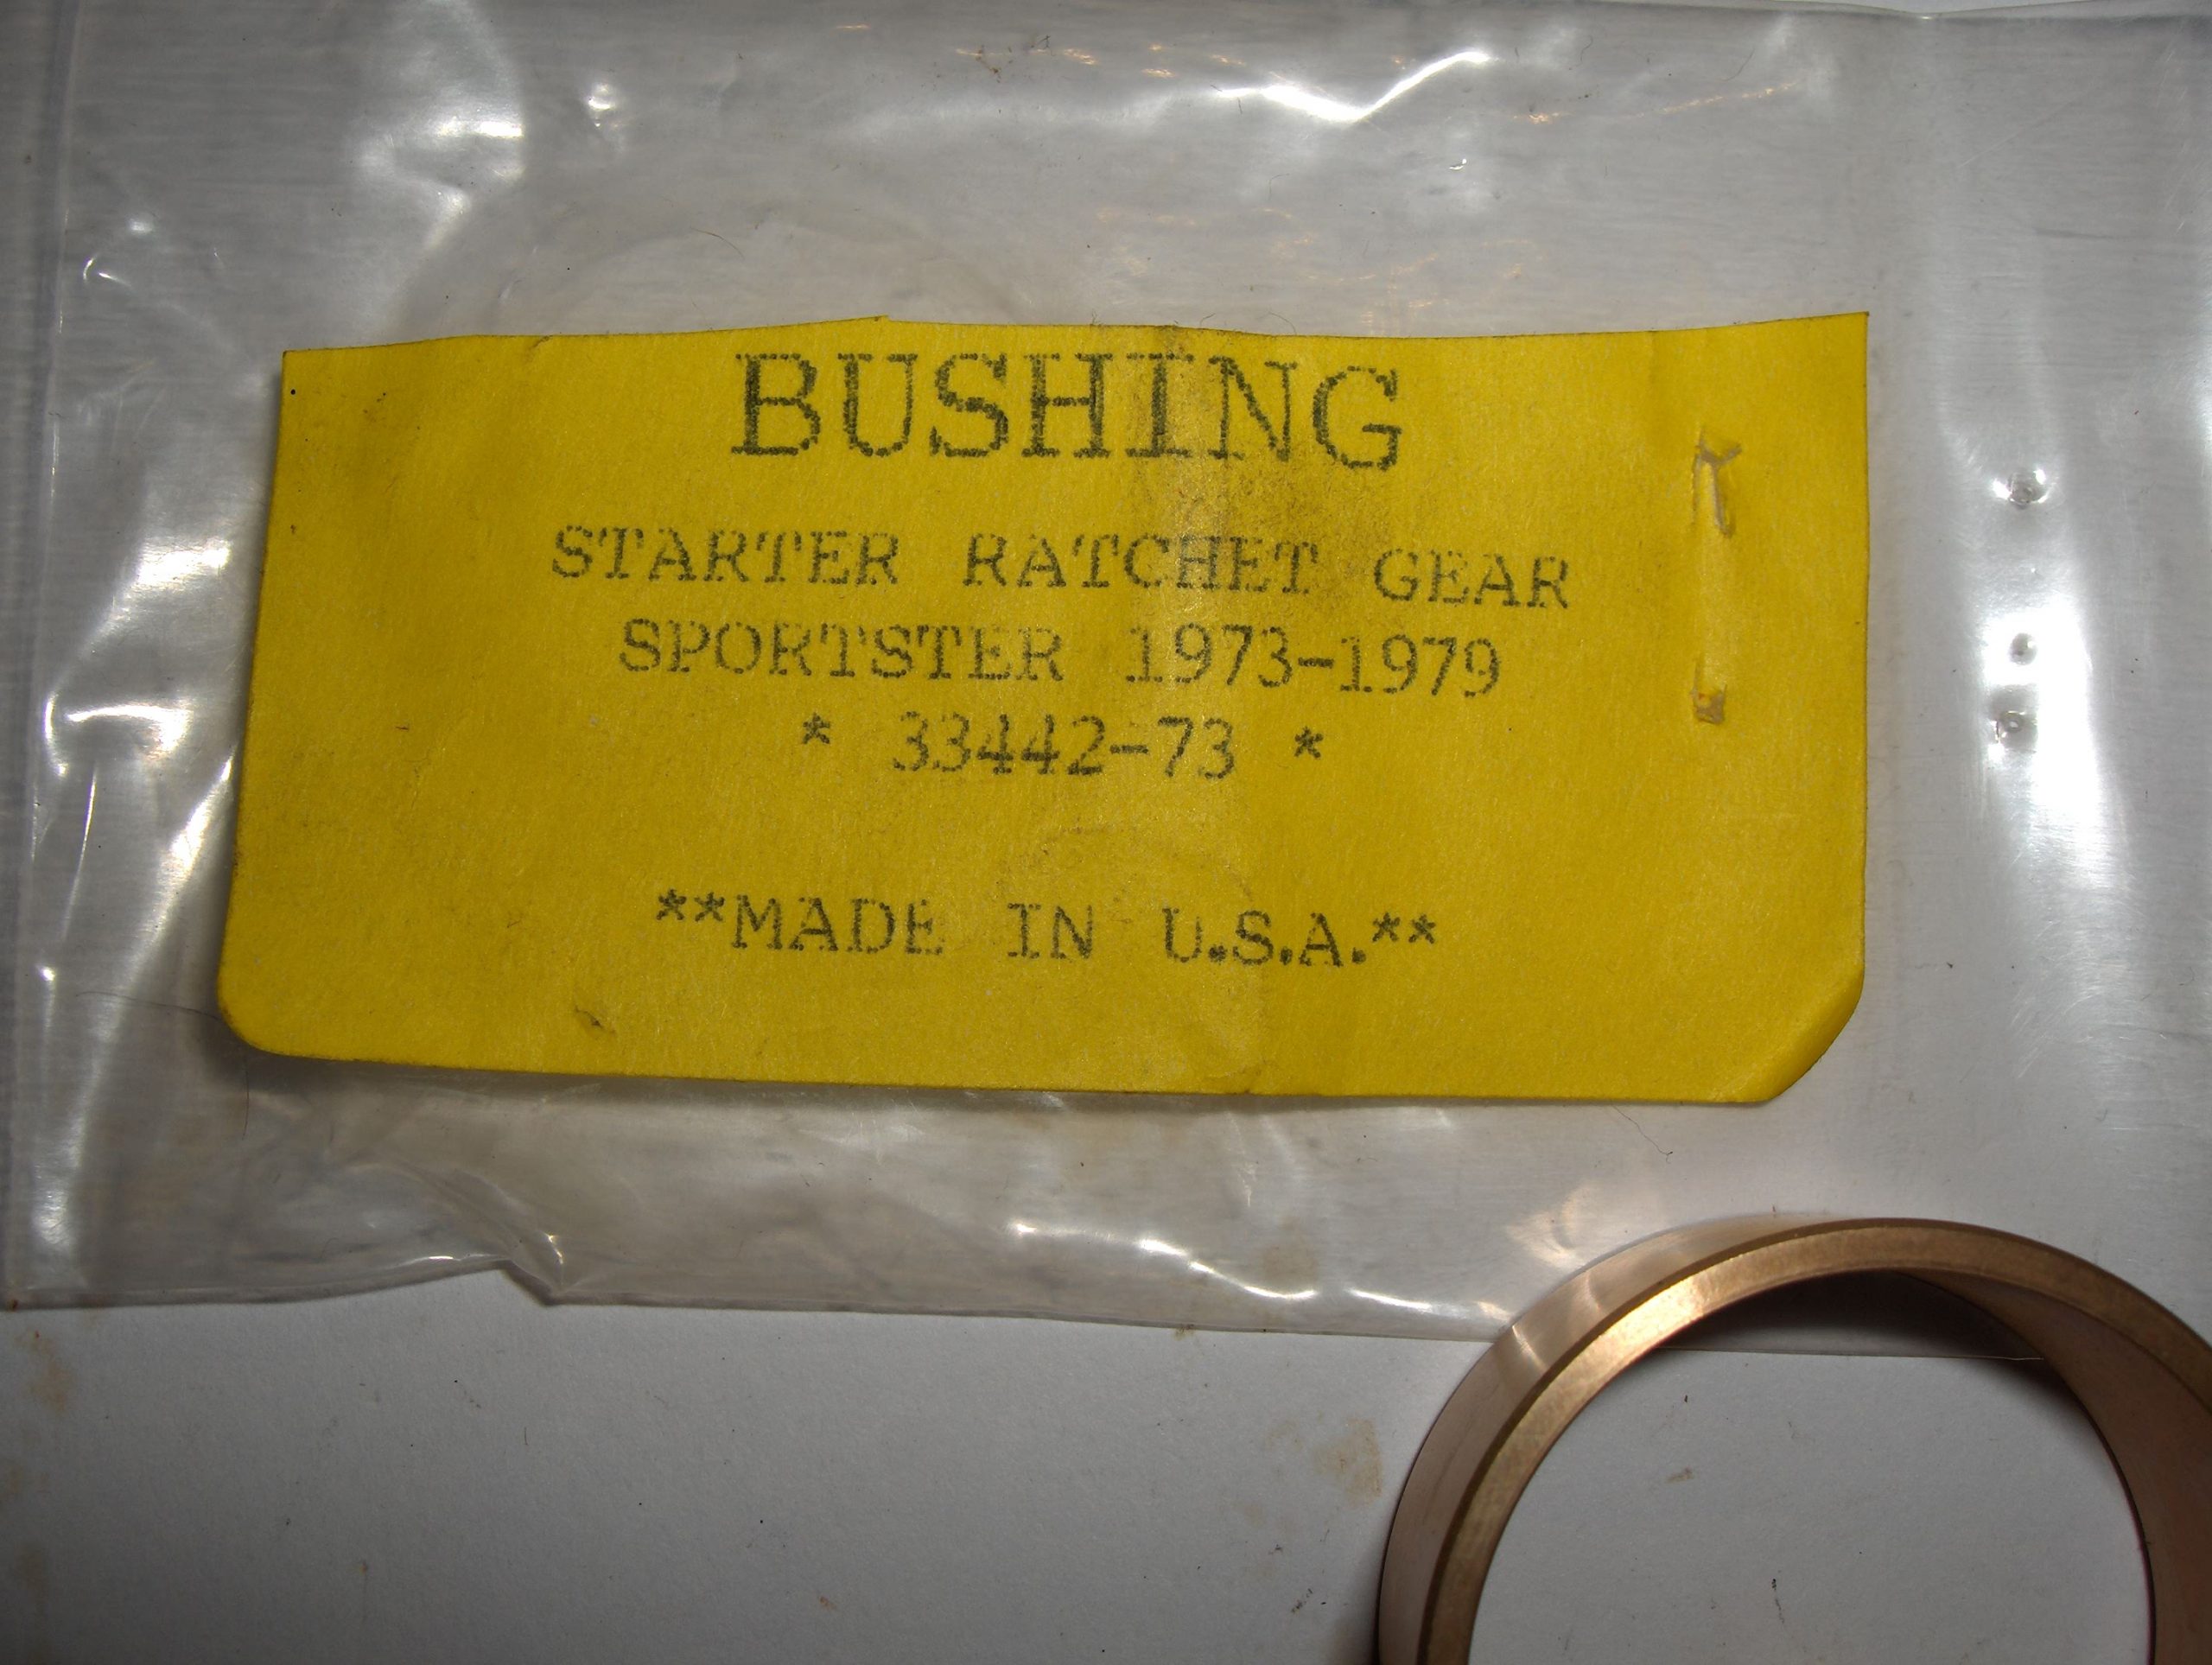 BUSHING
STARTER RATCHET GEAR
SPORTSTER 1973-1979
* 33442-73 *
**MADE IN U.S.A.**